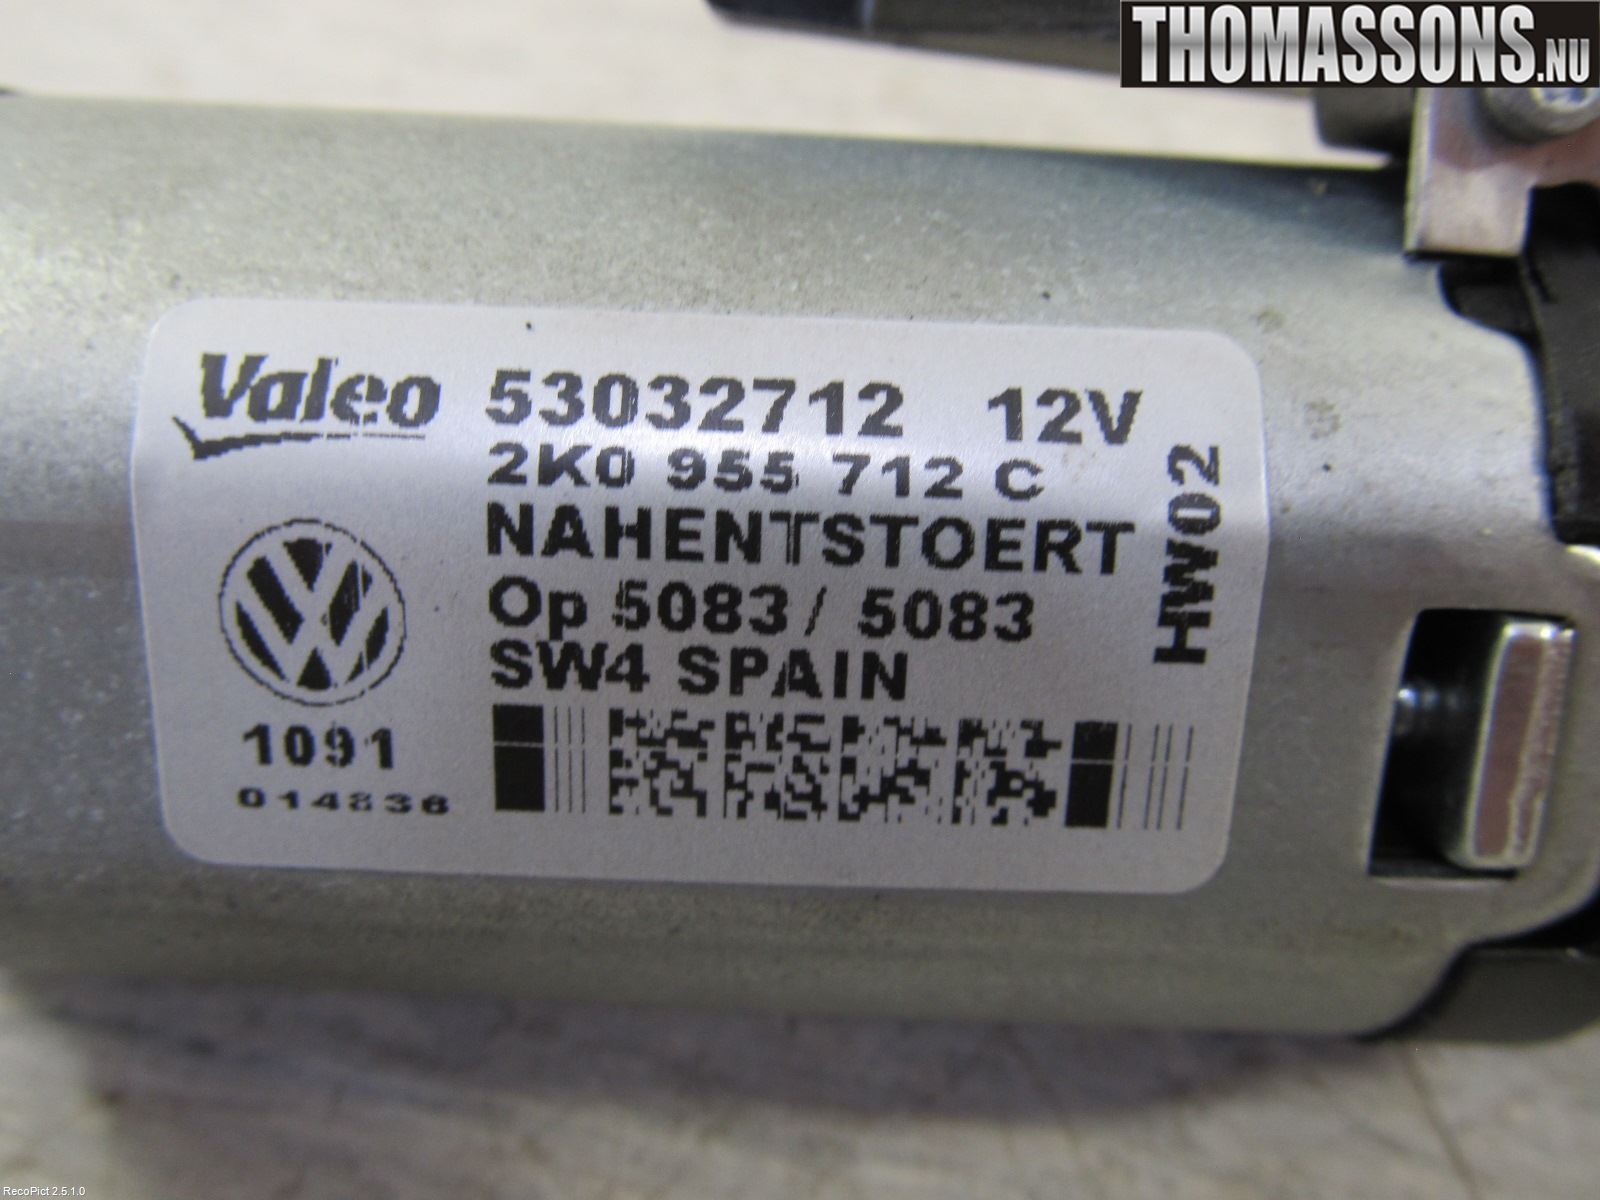 THOMASSONS.NU
Valeo 53032712 12V
2K0 955 712 C
NAHENTSTOERT
Op 5083 / 5083
SW4 SPAIN
HW02
1091
014836
RecoPict 2.5.1.0